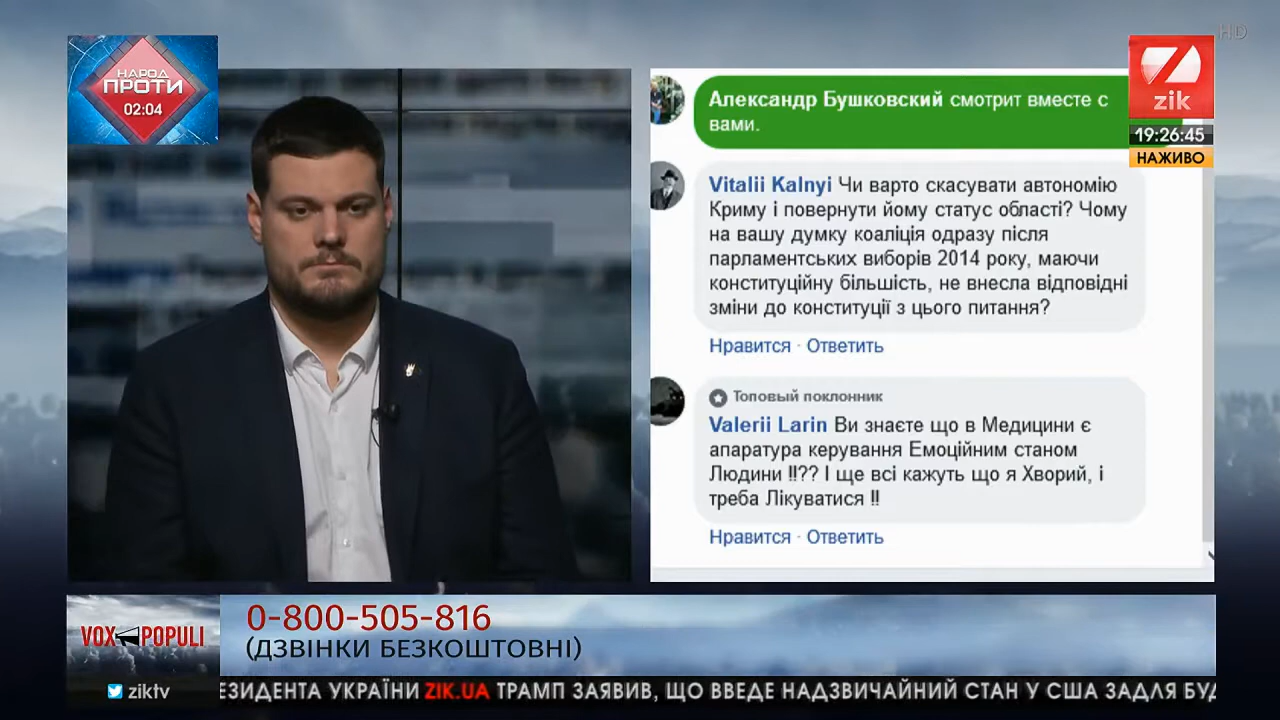 HD
НАРОД
ПРОТИ
02:04
zik
19:26:45
НАЖИВО
Александр Бушковский смотрит вместе с
вами.
Vitalii Kalnyi Чи варто скасувати автономію
Криму і повернути йому статус області? Чому
на вашу думку коаліція одразу після
парламентських виборів 2014 року, маючи
конституційну більшість, не внесла відповідні
зміни до конституції з цього питання?
Нравится · Ответить
Топовый поклонник
Valerii Larin Ви знаєте що в Медицини є
апаратура керування Емоційним станом
Людини !!?? І ще всі кажуть що я Хворий, і
треба Лікуватися !!
Нравится · Ответить
VOX POPULI
0-800-505-816
(ДЗВІНКИ БЕЗКОШТОВНІ)
ziktv
ЕЗИДЕНТА УКРАЇНИ ZIK.UA ТРАМП ЗАЯВИВ, ЩО ВВЕДЕ НАДЗВИЧАЙНИЙ СТАН У США ЗАДЛЯ БУД